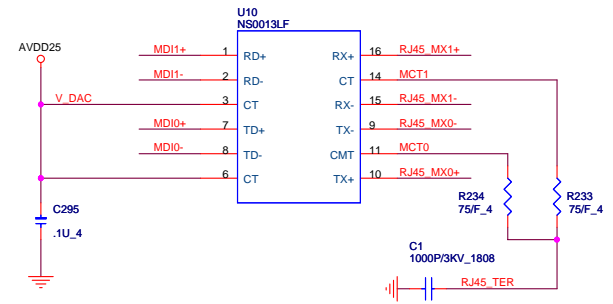 U10
NS0013LF
AVDD25
MDI1+ 1 RD+ RX+ 16 RJ45_MX1+
MDI1- 2 RD- CT 14 MCT1
V_DAC 3 CT RX- 15 RJ45_MX1-
MDI0+ 7 TD+ TX- 9 RJ45_MX0-
MDI0- 8 TD- CMT 11 MCT0
6 CT TX+ 10 RJ45_MX0+
R234
75/F_4
R233
75/F_4
C295
.1U_4
C1
1000P/3KV_1808
RJ45_TER